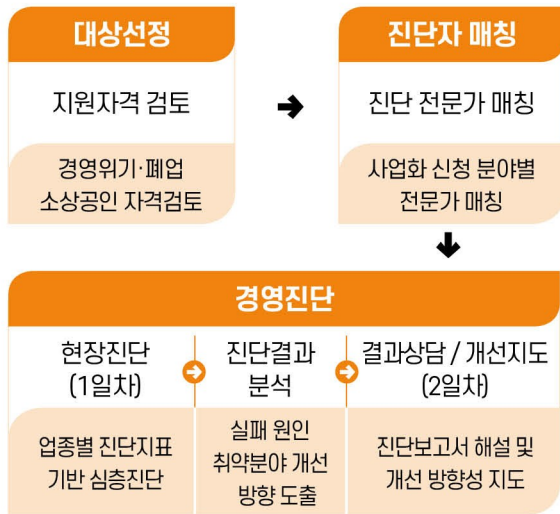 대상선정
지원자격 검토
경영위기·폐업
소상공인 자격검토
진단자 매칭
진단 전문가 매칭
사업화 신청 분야별
전문가 매칭
경영진단
현장진단
(1일차)
업종별 진단지표
기반 심층진단
진단결과
분석
실패 원인
취약분야 개선
방향 도출
결과상담 / 개선지도
(2일차)
진단보고서 해설 및
개선 방향성 지도